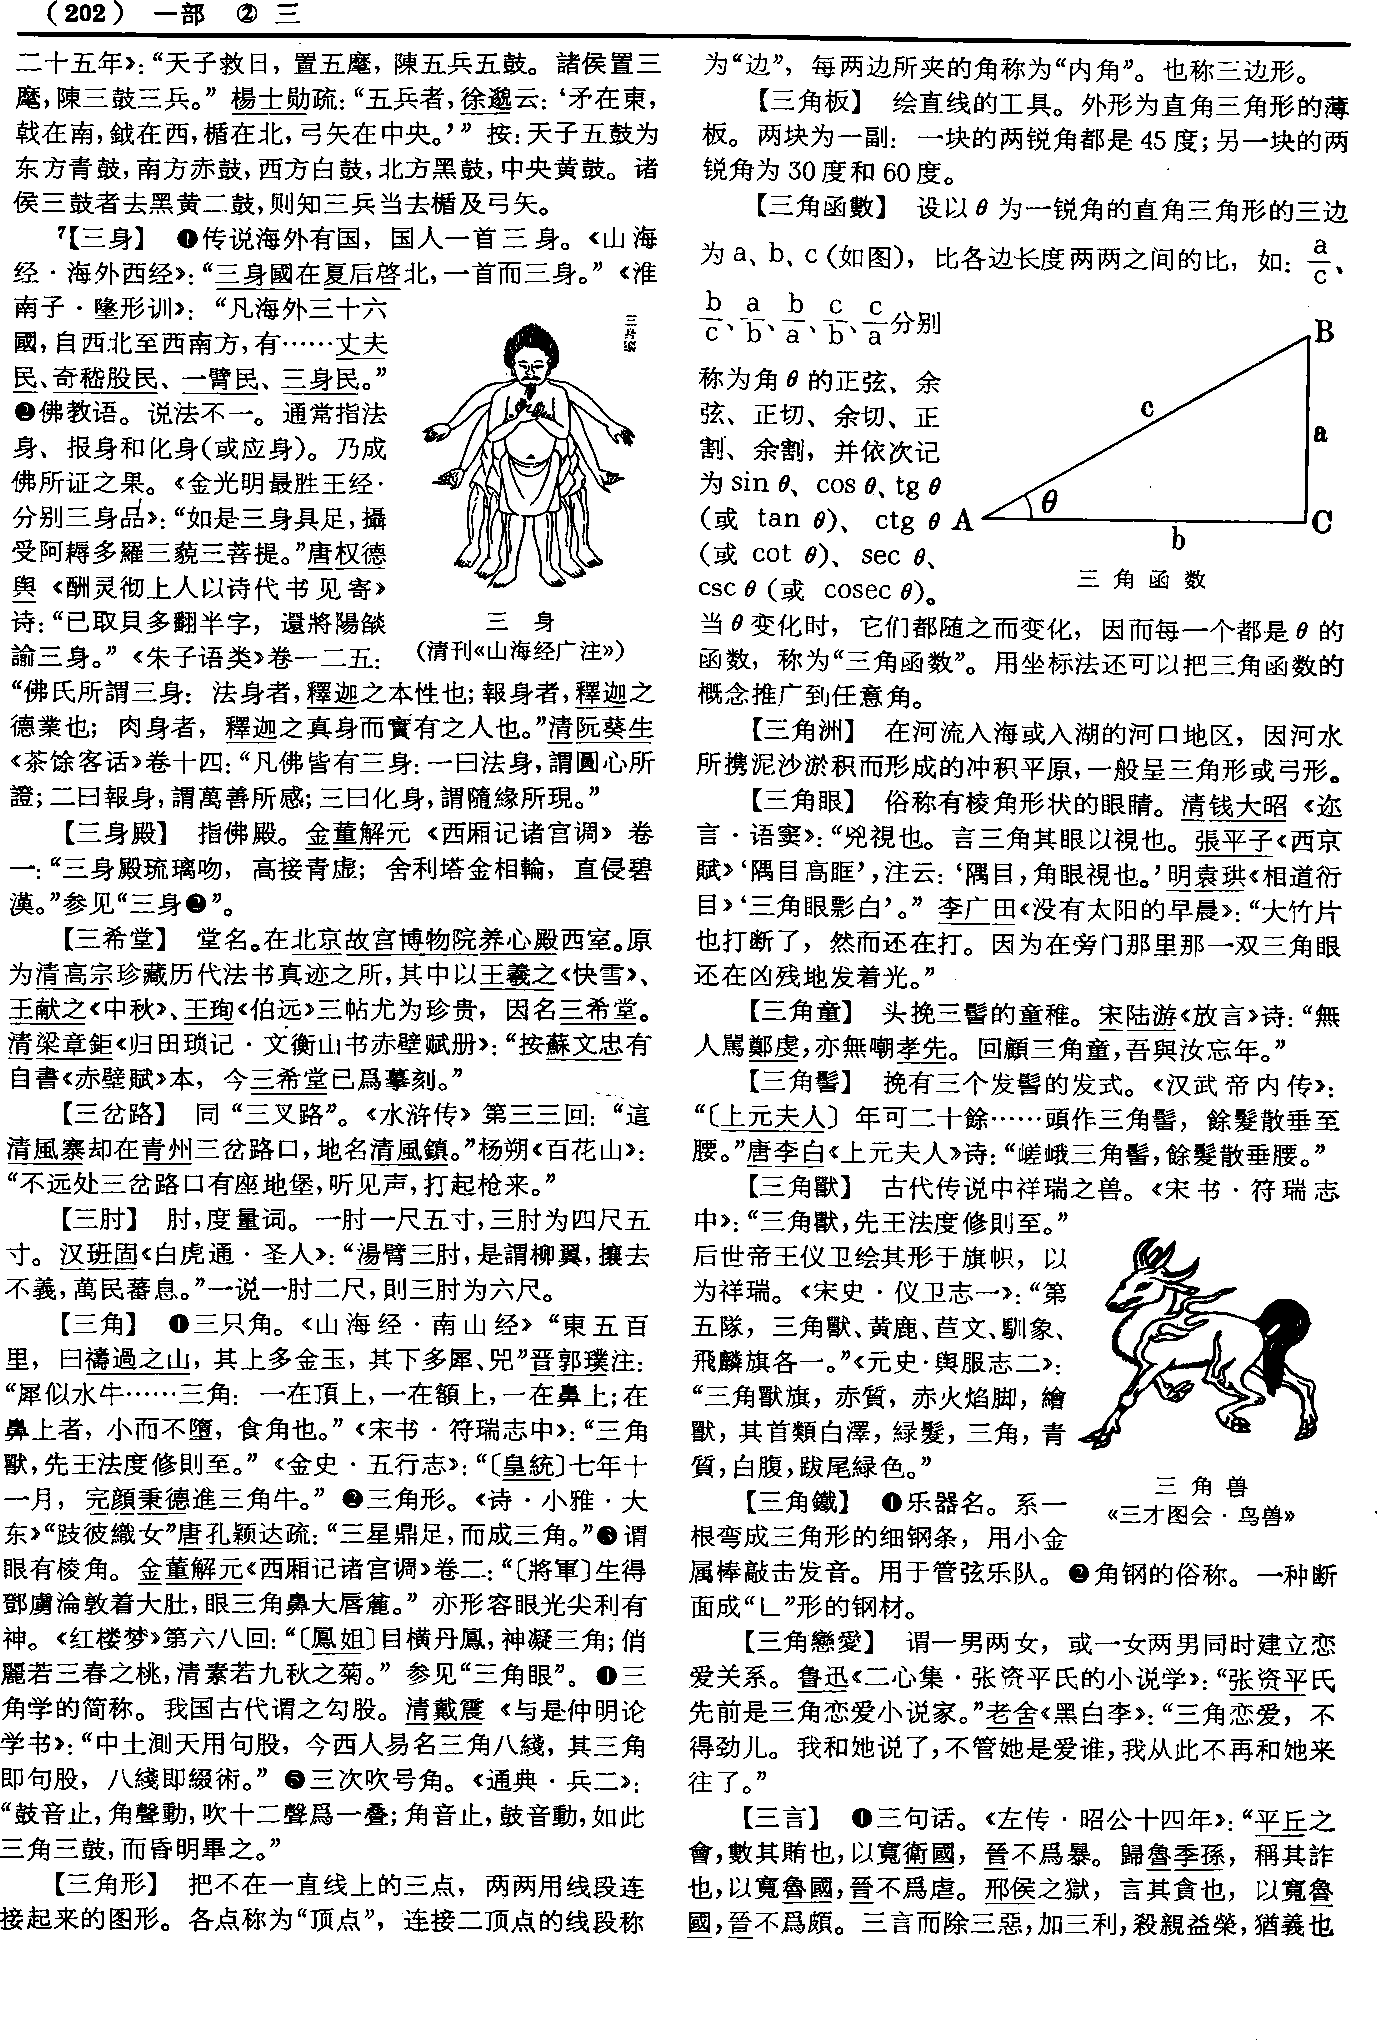 （202） 一部 ② 三
二十五年》：“天子救日，置五麾，陳五兵五鼓。諸侯置三
麾，陳三鼓三兵。”楊士勋疏：“五兵者，徐邈云：‘矛在東，
戟在南，鉞在西，楯在北，弓矢在中央。’”按：天子五鼓为
东方青鼓，南方赤鼓，西方白鼓，北方黑鼓，中央黄鼓。诸
侯三鼓者去黑黄二鼓，则知三兵当去楯及弓矢。
7【三身】 ❶传说海外有国，国人一首三身。《山海
经·海外西经》：“三身國在夏后啓北，一首而三身。”《淮
南子·墬形训》：“凡海外三十六
國，自西北至西南方，有……丈夫
民、奇嵇股民、一臂民、三身民。”
❷佛教语。说法不一。通常指法
身、报身和化身（或应身）。乃成
佛所证之果。《金光明最胜王经·
分别三身品》：“如是三身具足，攝
受阿耨多羅三藐三菩提。”唐权德
舆《酬灵彻上人以诗代书见寄》
诗：“已取貝多翻半字，還將陽燄
諭三身。”《朱子语类》卷一二五：
三身國
三 身
（清刊《山海经广注》）
“佛氏所謂三身：法身者，釋迦之本性也；報身者，釋迦之
德業也；肉身者，釋迦之真身而實有之人也。”清阮葵生
《茶馀客话》卷十四：“凡佛皆有三身：一曰法身，謂圓心所
證；二曰報身，謂萬善所感；三曰化身，謂隨緣所現。”
【三身殿】 指佛殿。金董解元《西厢记诸宫调》卷
一：“三身殿琉璃吻，高接青虚；舍利塔金相輪，直侵碧
漢。”参见“三身❷”。
【三希堂】 堂名。在北京故宫博物院养心殿西室。原
为清高宗珍藏历代法书真迹之所，其中以王羲之《快雪》、
王献之《中秋》、王珣《伯远》三帖尤为珍贵，因名三希堂。
清梁章鉅《归田琐记·文衡山书赤壁赋册》：“按蘇文忠有
自書《赤壁賦》本，今三希堂已爲摹刻。”
【三岔路】 同“三叉路”。《水浒传》第三三回：“這
清風寨却在青州三岔路口，地名清風鎮。”杨朔《百花山》：
“不远处三岔路口有座地堡，听见声，打起枪来。”
【三肘】 肘，度量词。一肘一尺五寸，三肘为四尺五
寸。汉班固《白虎通·圣人》：“湯臂三肘，是謂柳翼，攘去
不義，萬民蕃息。”一说一肘二尺，則三肘为六尺。
【三角】 ❶三只角。《山海经·南山经》“東五百
里，曰禱過之山，其上多金玉，其下多犀、兕”晋郭璞注：
“犀似水牛……三角：一在頂上，一在額上，一在鼻上；在
鼻上者，小而不墮，食角也。”《宋书·符瑞志中》：“三角
獸，先王法度修則至。”《金史·五行志》：“〔皇統〕七年十
一月，完顔秉德進三角牛。”❷三角形。《诗·小雅·大
东》“跂彼織女”唐孔颖达疏：“三星鼎足，而成三角。”❸谓
眼有棱角。金董解元《西厢记诸宫调》卷二：“〔將軍〕生得
鄧虜淪敦着大肚，眼三角鼻大唇麄。”亦形容眼光尖利有
神。《红楼梦》第六八回：“〔鳳姐〕目横丹鳳，神凝三角；俏
麗若三春之桃，清素若九秋之菊。”参见“三角眼”。❹三
角学的简称。我国古代谓之勾股。清戴震《与是仲明论
学书》：“中土測天用句股，今西人易名三角八綫，其三角
即句股，八綫即綴術。”❺三次吹号角。《通典·兵二》：
“鼓音止，角聲動，吹十二聲爲一疊；角音止，鼓音動，如此
三角三鼓，而昏明畢之。”
【三角形】 把不在一直线上的三点，两两用线段连
接起来的图形。各点称为“顶点”，连接二顶点的线段称
为“边”，每两边所夹的角称为“内角”。也称三边形。
【三角板】 绘直线的工具。外形为直角三角形的薄
板。两块为一副：一块的两锐角都是45度；另一块的两
锐角为30度和60度。
【三角函數】 设以θ为一锐角的直角三角形的三边
为a、b、c（如图），比各边长度两两之间的比，如：a/c、
b/c、a/b、b/a、c/b、c/a分别
称为角θ的正弦、余
弦、正切、余切、正
割、余割，并依次记
为sin θ、cos θ、tg θ
（或 tan θ）、ctg θ
（或 cot θ）、sec θ、
csc θ（或 cosec θ）。
A B C a b c θ
三角函数
当θ变化时，它们都随之而变化，因而每一个都是θ的
函数，称为“三角函数”。用坐标法还可以把三角函数的
概念推广到任意角。
【三角洲】 在河流入海或入湖的河口地区，因河水
所携泥沙淤积而形成的冲积平原，一般呈三角形或弓形。
【三角眼】 俗称有棱角形状的眼睛。清钱大昭《迩
言·语窦》：“兇視也。言三角其眼以視也。張平子《西京
賦》‘隅目高眶’，注云：‘隅目，角眼視也。’明袁珙《相道衍
目》‘三角眼影白’。”李广田《没有太阳的早晨》：“大竹片
也打断了，然而还在打。因为在旁门那里那一双三角眼
还在凶残地发着光。”
【三角童】 头挽三髻的童稚。宋陆游《放言》诗：“無
人罵鄭虔，亦無嘲孝先。回顧三角童，吾與汝忘年。”
【三角髻】 挽有三个发髻的发式。《汉武帝内传》：
“〔上元夫人〕年可二十餘……頭作三角髻，餘髮散垂至
腰。”唐李白《上元夫人》诗：“嵯峨三角髻，餘髮散垂腰。”
【三角獸】 古代传说中祥瑞之兽。《宋书·符瑞志
中》：“三角獸，先王法度修則至。”
后世帝王仪卫绘其形于旗帜，以
为祥瑞。《宋史·仪卫志一》：“第
五隊，三角獸、黄鹿、苣文、馴象、
飛麟旗各一。”《元史·舆服志二》：
“三角獸旗，赤質，赤火焰脚，繪
獸，其首類白澤，緑髮，三角，青
質，白腹，跋尾緑色。”
三角兽
《三才图会·鸟兽》
【三角鐵】 ❶乐器名。系一
根弯成三角形的细钢条，用小金
属棒敲击发音。用于管弦乐队。❷角钢的俗称。一种断
面成“∟”形的钢材。
【三角戀愛】 谓一男两女，或一女两男同时建立恋
爱关系。鲁迅《二心集·张资平氏的小说学》：“张资平氏
先前是三角恋爱小说家。”老舍《黑白李》：“三角恋爱，不
得劲儿。我和她说了，不管她是爱谁，我从此不再和她来
往了。”
【三言】 ❶三句话。《左传·昭公十四年》：“平丘之
會，數其賄也，以寬衛國，晉不爲暴。歸魯季孫，稱其詐
也，以寬魯國，晉不爲虐。邢侯之獄，言其貪也，以寬魯
國，晉不爲頗。三言而除三惡，加三利，殺親益榮，猶義也